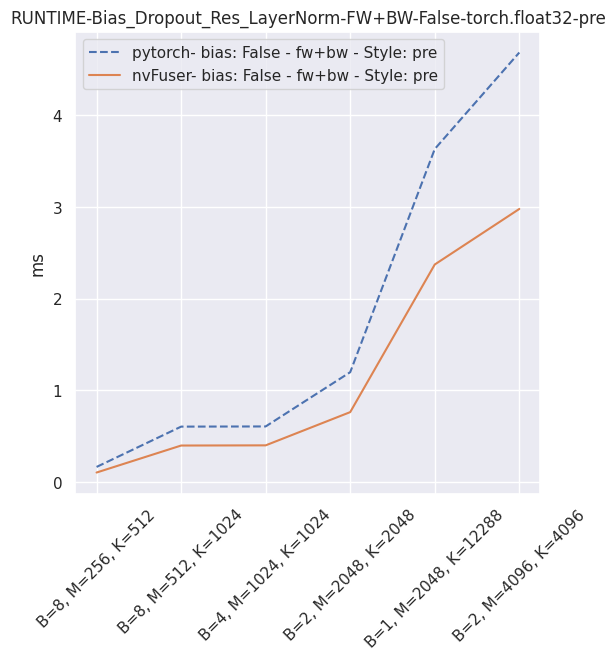 RUNTIME-Bias_Dropout_Res_LayerNorm-FW+BW-False-torch.float32-pre
pytorch- bias: False - fw+bw - Style: pre
nvFuser- bias: False - fw+bw - Style: pre
4
3
ms
2
1
0
B=8, M=256, K=512
B=8, M=512, K=1024
B=4, M=1024, K=1024
B=2, M=2048, K=2048
B=1, M=2048, K=12288
B=2, M=4096, K=4096